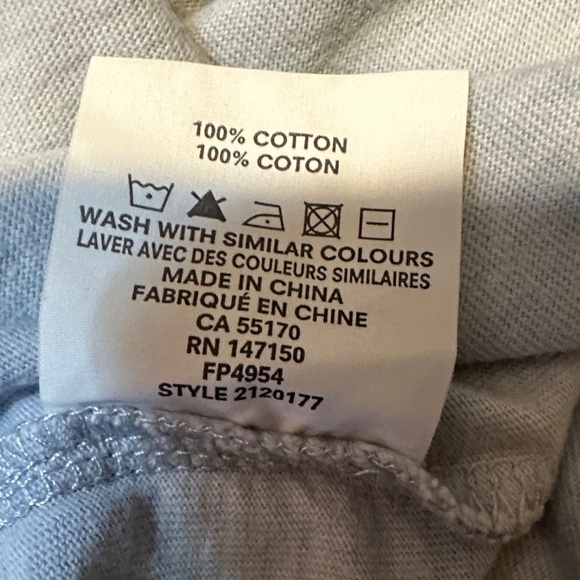 100% COTTON
100% COTON
WASH WITH SIMILAR COLOURS
LAVER AVEC DES COULEURS SIMILAIRES
MADE IN CHINA
FABRIQUÉ EN CHINE
CA 55170
RN 147150
FP4954
STYLE 2120177